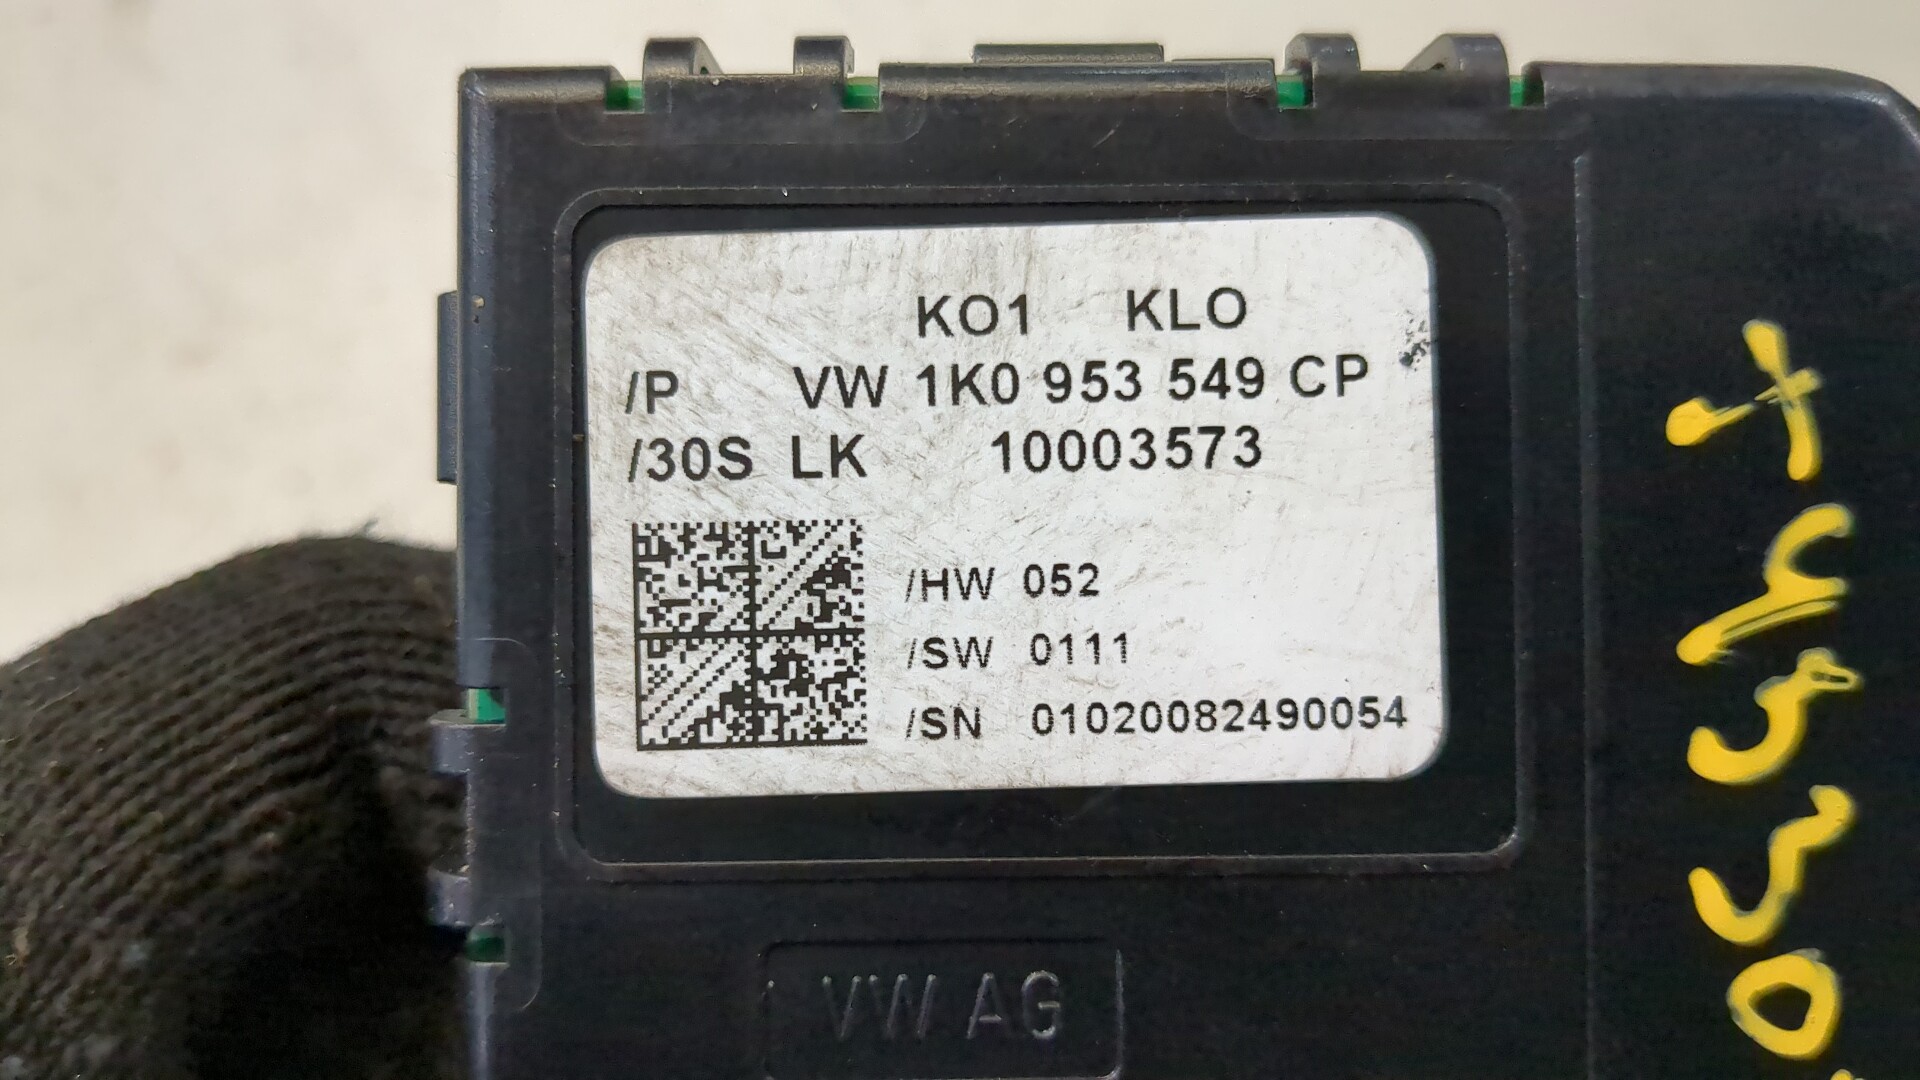 KO1 KLO
/P VW 1K0 953 549 CP
/30S LK 10003573
/HW 052
/SW 0111
/SN 01020082490054
VW AG